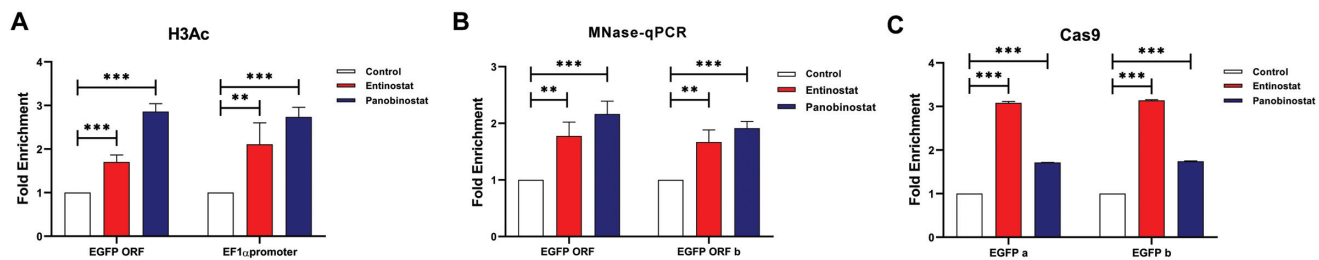 A
H3Ac
Fold Enrichment
4
3
2
1
0
***
***
**
***
EGFP ORF
EF1αpromoter
Control
Entinostat
Panobinostat
B
MNase-qPCR
Fold Enrichment
3
2
1
0
***
**
***
**
EGFP ORF
EGFP ORF b
Control
Entinostat
Panobinostat
C
Cas9
Fold Enrichment
4
3
2
1
0
***
***
***
***
EGFP a
EGFP b
Control
Entinostat
Panobinostat